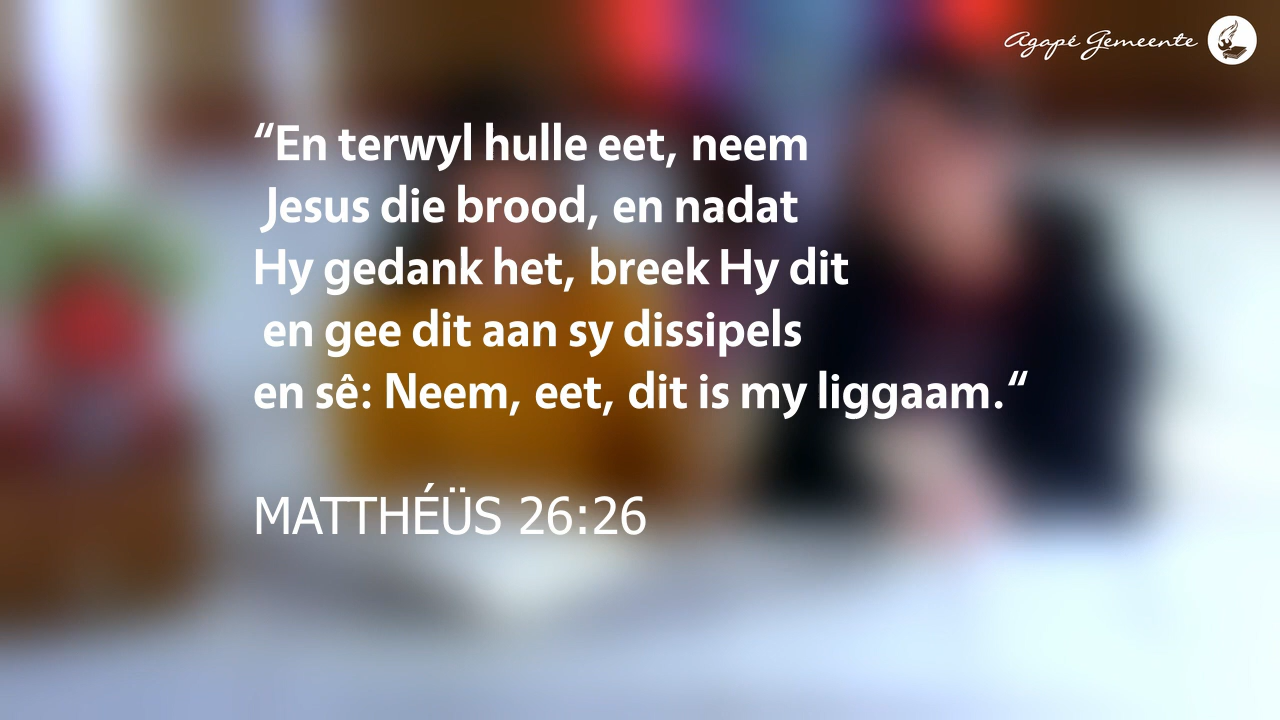 Agapé Gemeente
“En terwyl hulle eet, neem
Jesus die brood, en nadat
Hy gedank het, breek Hy dit
en gee dit aan sy dissipels
en sê: Neem, eet, dit is my liggaam.“
MATTHÉÜS 26:26